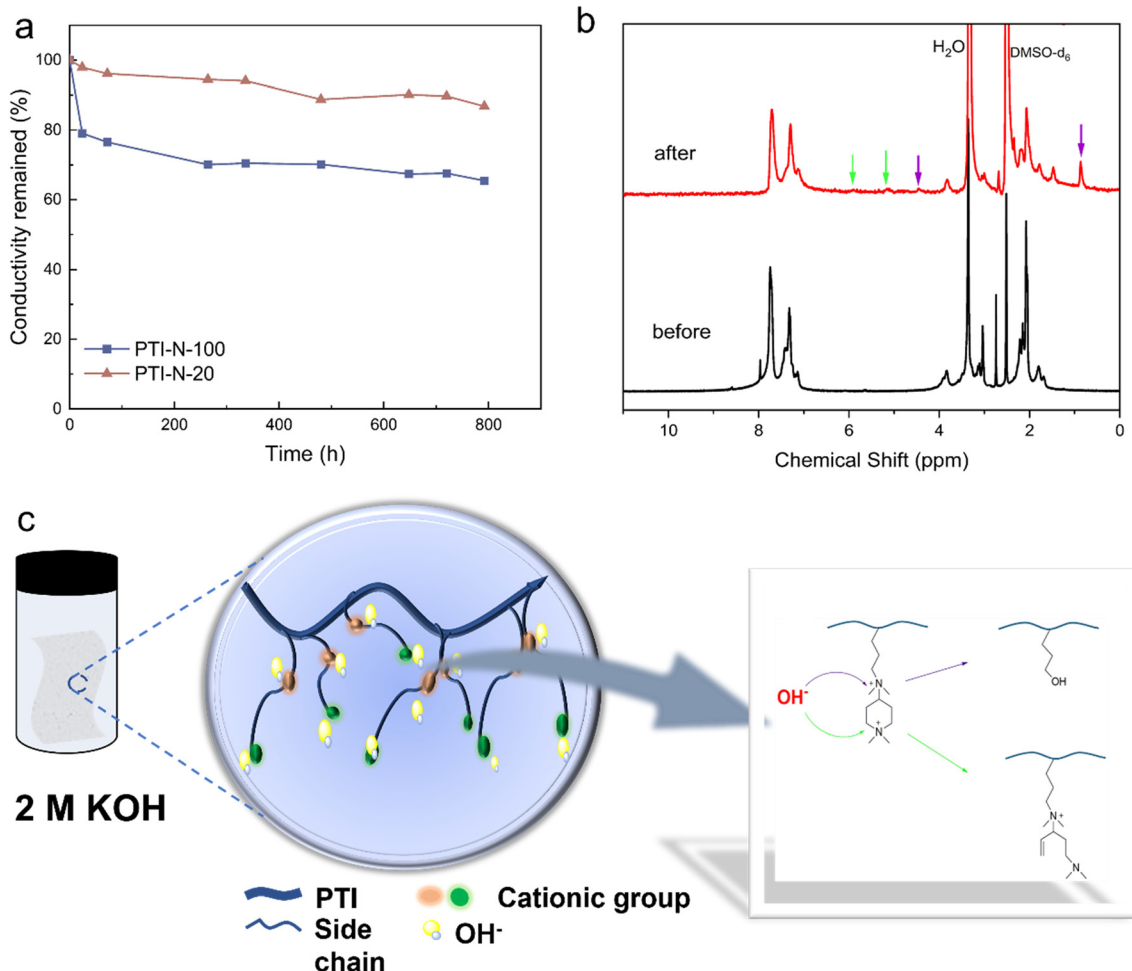 a
Conductivity remained (%)
100
80
60
40
20
0
PTI-N-100
PTI-N-20
0
200
400
600
800
Time (h)
b
H2O
DMSO-d6
after
before
10
8
6
4
2
0
Chemical Shift (ppm)
c
2 M KOH
PTI
Side
chain
Cationic group
OH-
OH-
N+
N+
OH
N+
N